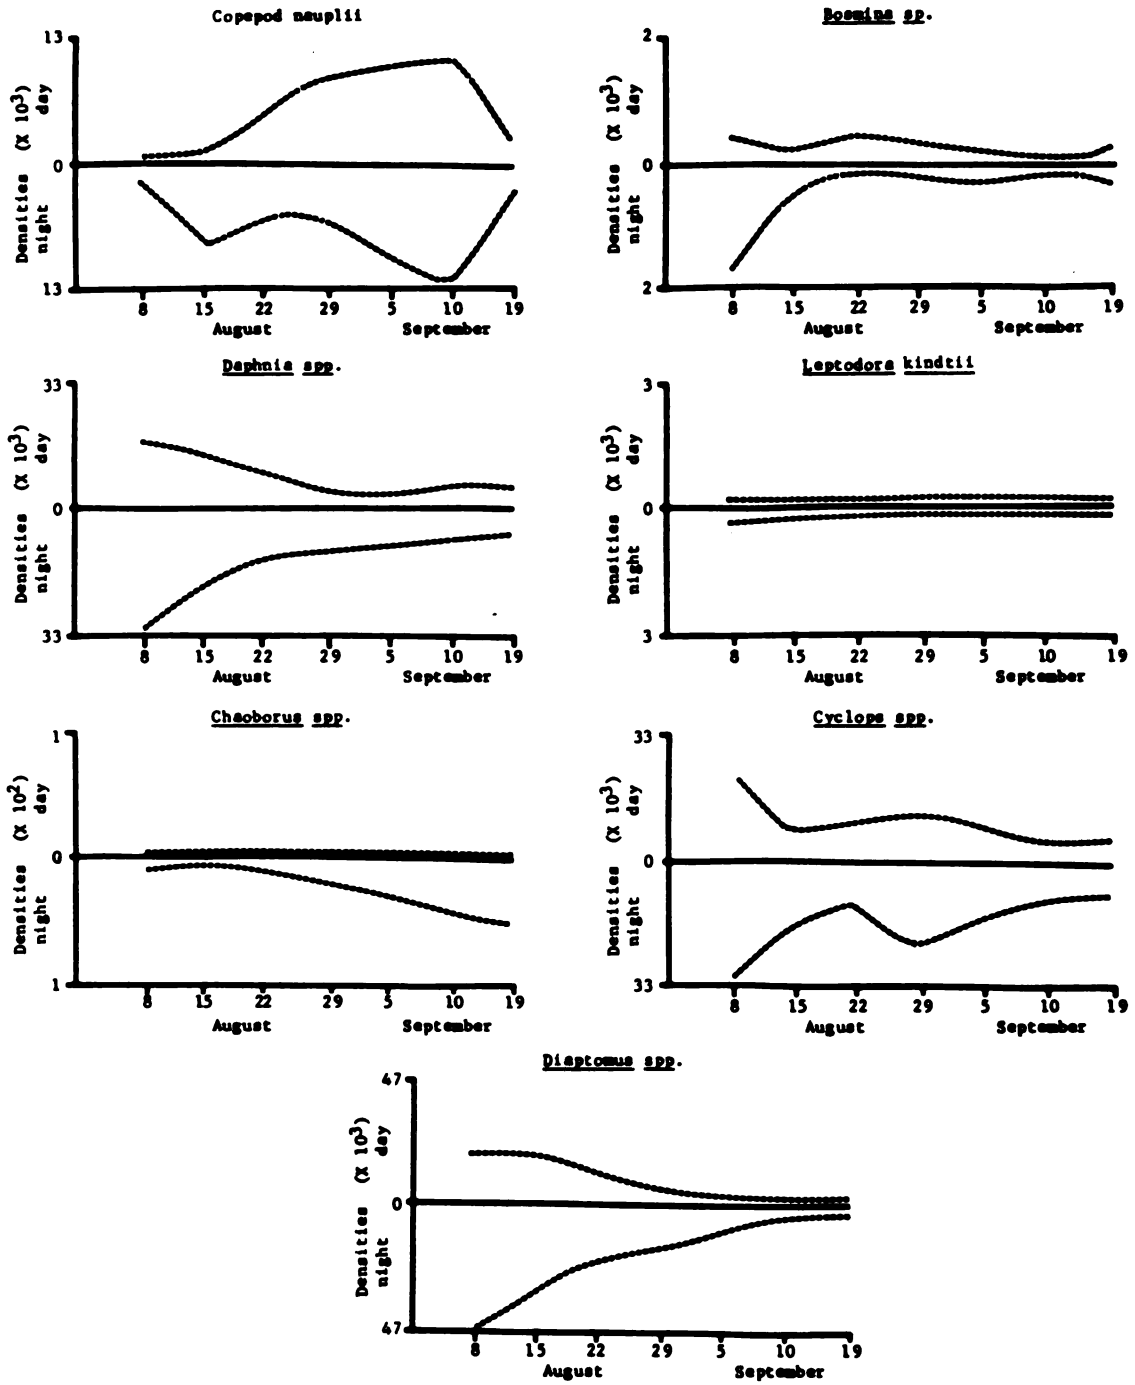 Copepod nauplii
13
0
13
Densities (X 10³)
night day
8 15 22 29 5 10 19
August September
Bosmina sp.
2
0
2
Densities (X 10³)
night day
8 15 22 29 5 10 19
August September
Daphnia spp.
33
0
33
Densities (X 10³)
night day
8 15 22 29 5 10 19
August September
Leptodora kindtii
3
0
3
Densities (X 10³)
night day
8 15 22 29 5 10 19
August September
Chaoborus spp.
1
0
1
Densities (X 10²)
night day
8 15 22 29 5 10 19
August September
Cyclops spp.
33
0
33
Densities (X 10³)
night day
8 15 22 29 5 10 19
August September
Diaptomus spp.
47
0
47
Densities (X 10³)
night day
8 15 22 29 5 10 19
August September